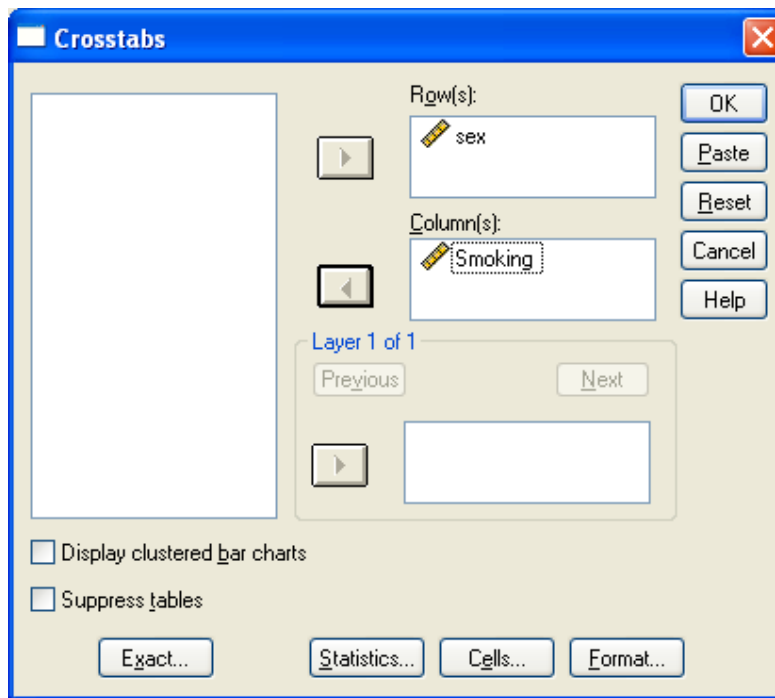 Crosstabs
Row(s):
sex
OK
Paste
Reset
Column(s):
Smoking
Cancel
Help
Layer 1 of 1
Previous
Next
Display clustered bar charts
Suppress tables
Exact...
Statistics...
Cells...
Format...